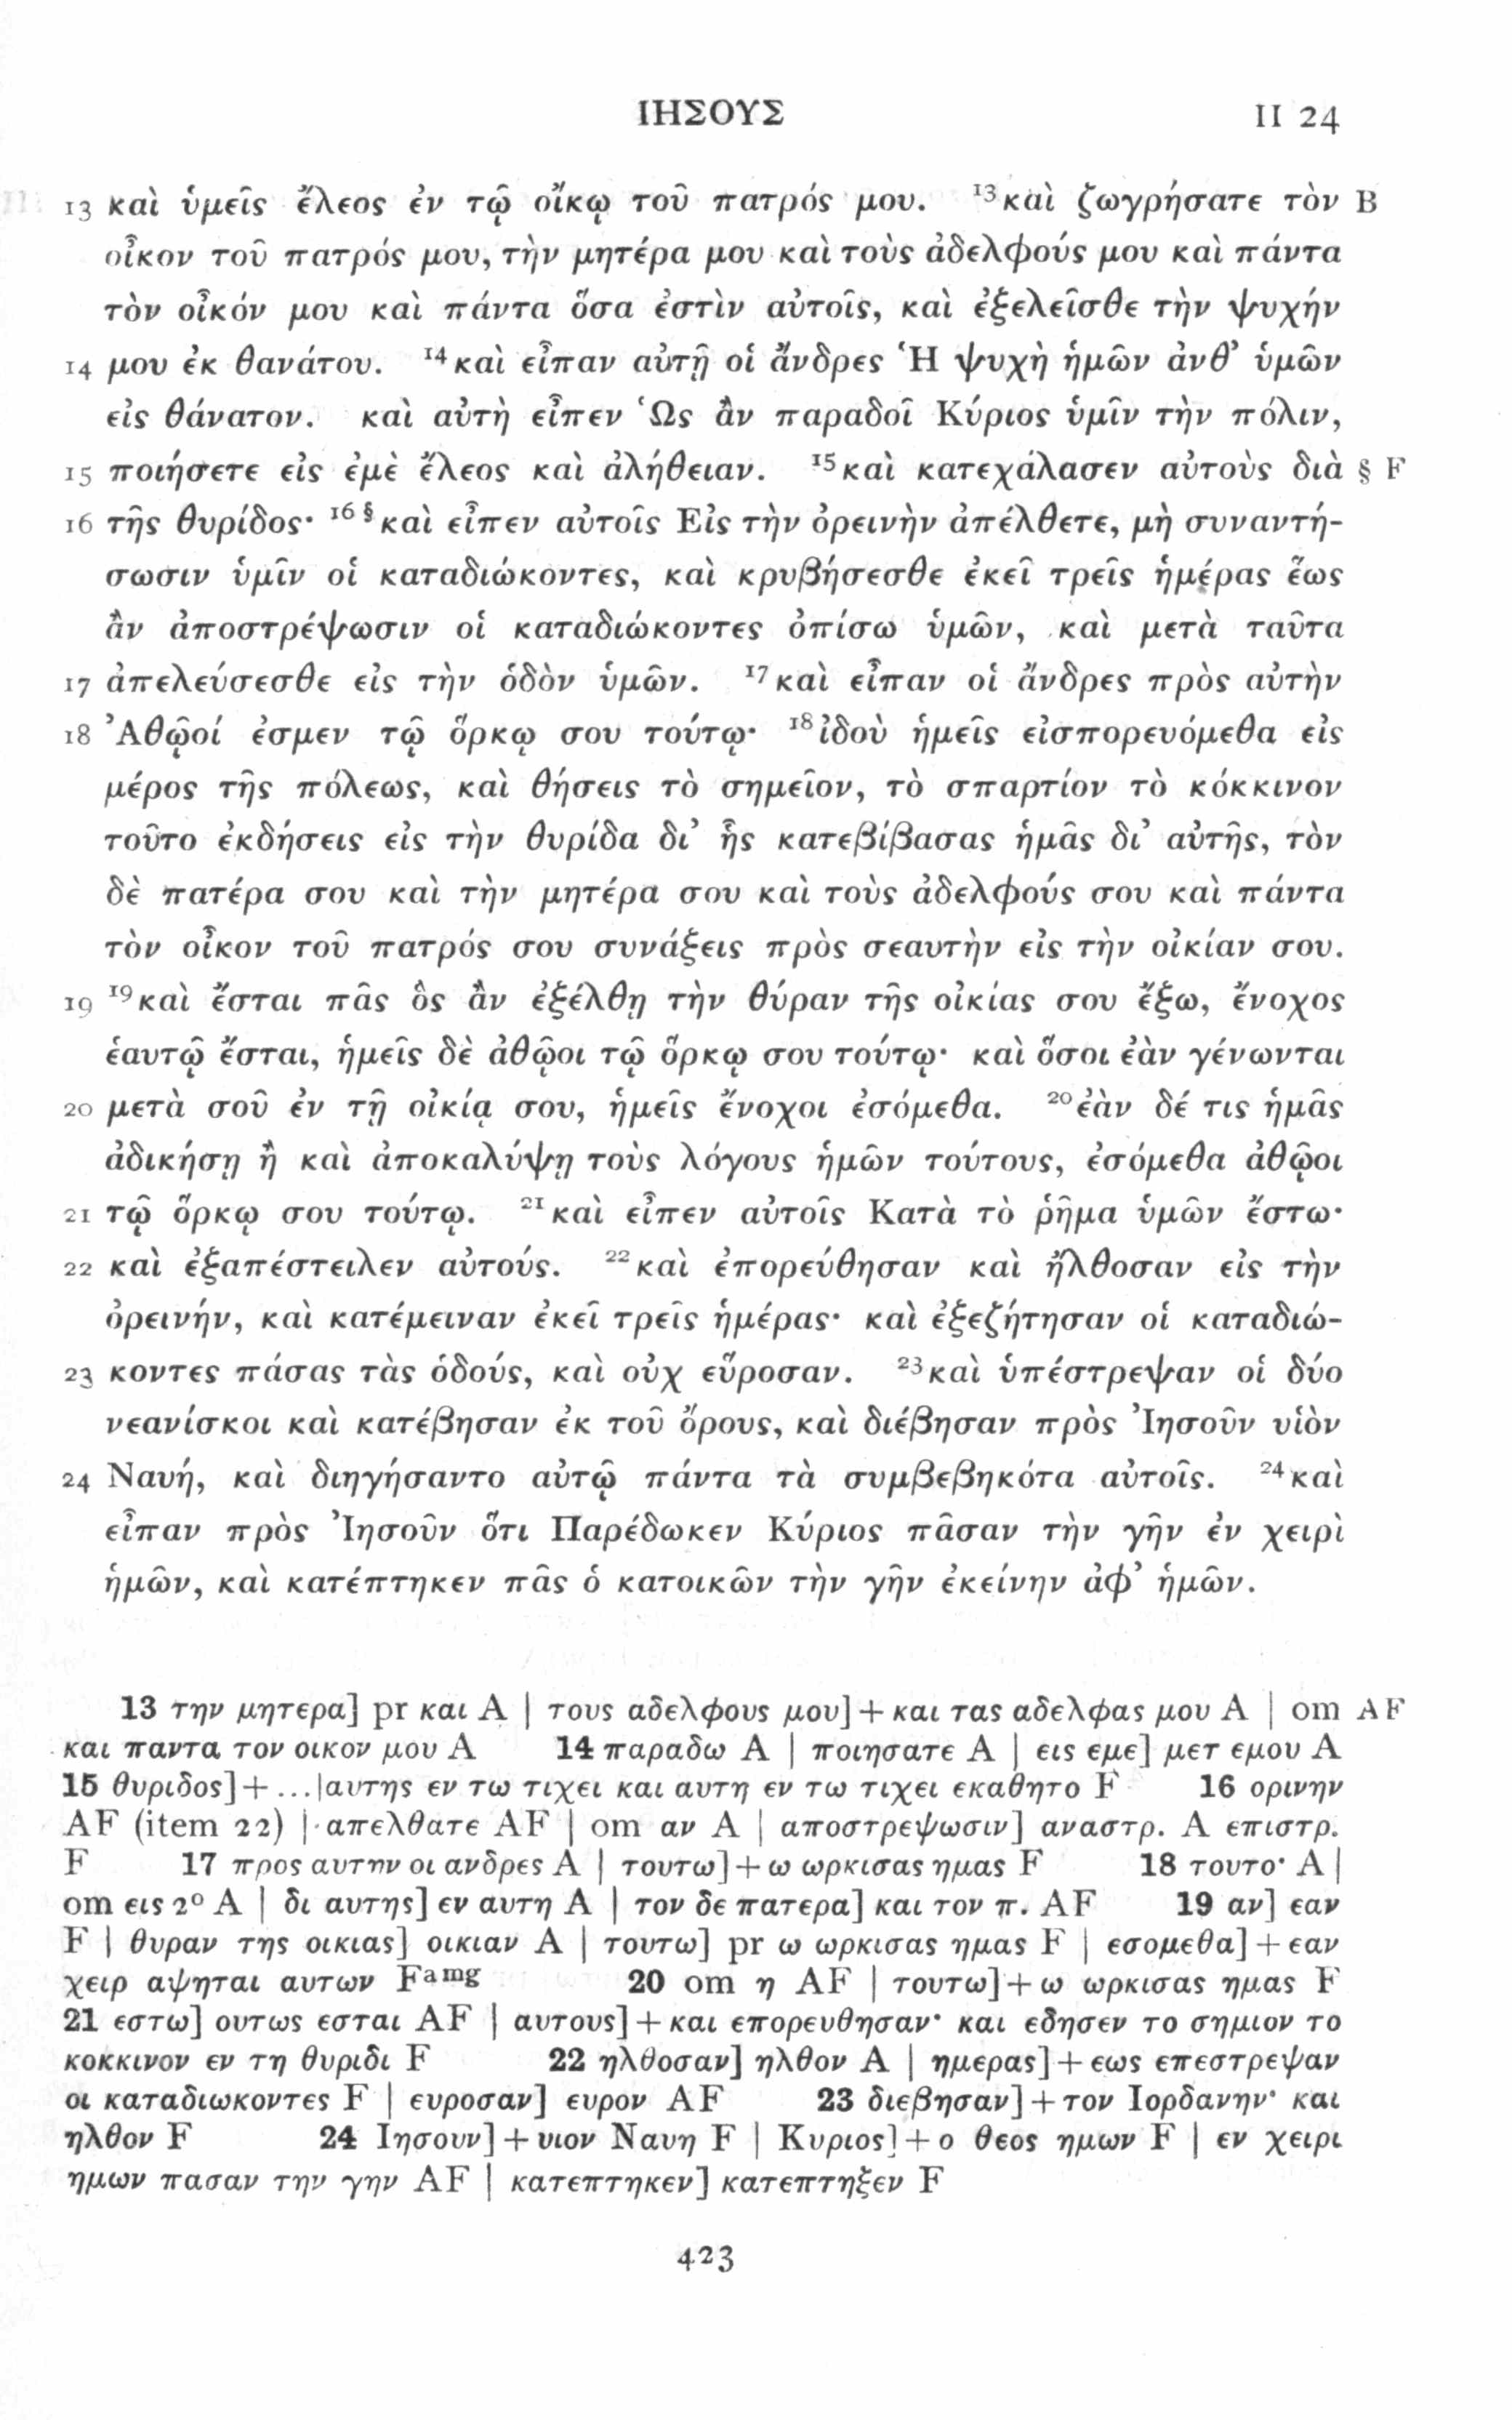 ΙΗΣΟΥΣ II 24
13 καὶ ὑμεῖς ἔλεος ἐν τῷ οἴκῳ τοῦ πατρός μου. ¹³καὶ ζωγρήσατε τὸν B
οἶκον τοῦ πατρός μου, τὴν μητέρα μου καὶ τοὺς ἀδελφούς μου καὶ πάντα
τὸν οἶκόν μου καὶ πάντα ὅσα ἐστὶν αὐτοῖς, καὶ ἐξελεῖσθε τὴν ψυχήν
14 μου ἐκ θανάτου. ¹⁴καὶ εἶπαν αὐτῇ οἱ ἄνδρες Ἡ ψυχὴ ἡμῶν ἀνθ’ ὑμῶν
εἰς θάνατον. καὶ αὐτὴ εἶπεν Ὡς ἂν παραδοῖ Κύριος ὑμῖν τὴν πόλιν,
15 ποιήσετε εἰς ἐμὲ ἔλεος καὶ ἀλήθειαν. ¹⁵καὶ κατεχάλασεν αὐτοὺς διὰ § F
16 τῆς θυρίδος· ¹⁶ §καὶ εἶπεν αὐτοῖς Εἰς τὴν ὀρεινὴν ἀπέλθετε, μὴ συναντή-
σωσιν ὑμῖν οἱ καταδιώκοντες, καὶ κρυβήσεσθε ἐκεῖ τρεῖς ἡμέρας ἕως
ἂν ἀποστρέψωσιν οἱ καταδιώκοντες ὀπίσω ὑμῶν, καὶ μετὰ ταῦτα
17 ἀπελεύσεσθε εἰς τὴν ὁδὸν ὑμῶν. ¹⁷καὶ εἶπαν οἱ ἄνδρες πρὸς αὐτὴν
18 Ἀθῷοί ἐσμεν τῷ ὅρκῳ σου τούτῳ· ¹⁸ἰδοὺ ἡμεῖς εἰσπορευόμεθα εἰς
μέρος τῆς πόλεως, καὶ θήσεις τὸ σημεῖον, τὸ σπαρτίον τὸ κόκκινον
τοῦτο ἐκδήσεις εἰς τὴν θυρίδα δι’ ἧς κατεβίβασας ἡμᾶς δι’ αὐτῆς, τὸν
δὲ πατέρα σου καὶ τὴν μητέρα σου καὶ τοὺς ἀδελφούς σου καὶ πάντα
τὸν οἶκον τοῦ πατρός σου συνάξεις πρὸς σεαυτὴν εἰς τὴν οἰκίαν σου.
19 ¹⁹καὶ ἔσται πᾶς ὃς ἂν ἐξέλθῃ τὴν θύραν τῆς οἰκίας σου ἔξω, ἔνοχος
ἑαυτῷ ἔσται, ἡμεῖς δὲ ἀθῷοι τῷ ὅρκῳ σου τούτῳ· καὶ ὅσοι ἐὰν γένωνται
20 μετὰ σοῦ ἐν τῇ οἰκίᾳ σου, ἡμεῖς ἔνοχοι ἐσόμεθα. ²⁰ἐὰν δέ τις ἡμᾶς
ἀδικήσῃ ἢ καὶ ἀποκαλύψῃ τοὺς λόγους ἡμῶν τούτους, ἐσόμεθα ἀθῷοι
21 τῷ ὅρκῳ σου τούτῳ. ²¹καὶ εἶπεν αὐτοῖς Κατὰ τὸ ῥῆμα ὑμῶν ἔστω·
22 καὶ ἐξαπέστειλεν αὐτούς. ²²καὶ ἐπορεύθησαν καὶ ἤλθοσαν εἰς τὴν
ὀρεινήν, καὶ κατέμειναν ἐκεῖ τρεῖς ἡμέρας· καὶ ἐξεζήτησαν οἱ καταδιώ-
23 κοντες πάσας τὰς ὁδούς, καὶ οὐχ εὕροσαν. ²³καὶ ὑπέστρεψαν οἱ δύο
νεανίσκοι καὶ κατέβησαν ἐκ τοῦ ὄρους, καὶ διέβησαν πρὸς Ἰησοῦν υἱὸν
24 Ναυή, καὶ διηγήσαντο αὐτῷ πάντα τὰ συμβεβηκότα αὐτοῖς. ²⁴καὶ
εἶπαν πρὸς Ἰησοῦν ὅτι Παρέδωκεν Κύριος πᾶσαν τὴν γῆν ἐν χειρὶ
ἡμῶν, καὶ κατέπτηκεν πᾶς ὁ κατοικῶν τὴν γῆν ἐκείνην ἀφ’ ἡμῶν.
13 την μητερα] pr και A | τους αδελφους μου] + και τας αδελφας μου A | om AF
και παντα τον οικον μου A 14 παραδω A | ποιησατε A | εις εμε] μετ εμου A
15 θυριδος] + ...|αυτης εν τω τιχει και αυτη εν τω τιχει εκαθητο F 16 ορινην
AF (item 22) | απελθατε AF | om αν A | αποστρεψωσιν] αναστρ. A επιστρ.
F 17 προς αυτην οι ανδρες A | τουτω] + ω ωρκισας ημας F 18 τουτο· A |
om εις 2⁰ A | δι αυτης] εν αυτη A | τον δε πατερα] και τον π. AF 19 αν] εαν
F | θυραν της οικιας] οικιαν A | τουτω] pr ω ωρκισας ημας F | εσομεθα] + εαν
χειρ αψηται αυτων Fᵃᵐᵍ 20 om η AF | τουτω] + ω ωρκισας ημας F
21 εστω] ουτως εσται AF | αυτους] + και επορευθησαν· και εδησεν το σημιον το
κοκκινον εν τη θυριδι F 22 ηλθοσαν] ηλθον A | ημερας] + εως επεστρεψαν
οι καταδιωκοντες F | ευροσαν] ευρον AF 23 διεβησαν] + τον Ιορδανην· και
ηλθον F 24 Ιησουν] + υιον Ναυη F | Κυριος] + ο θεος ημων F | εν χειρι
ημων πασαν την γην AF | κατεπτηκεν] κατεπτηξεν F
423